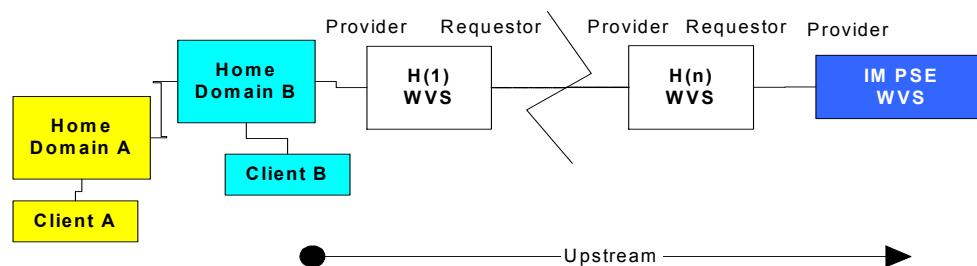 Provider Requestor Provider Requestor Provider
Home
Domain B
H(1)
WVS
H(n)
WVS
IM PSE
WVS
Home
Domain A
Client B
Client A
Upstream